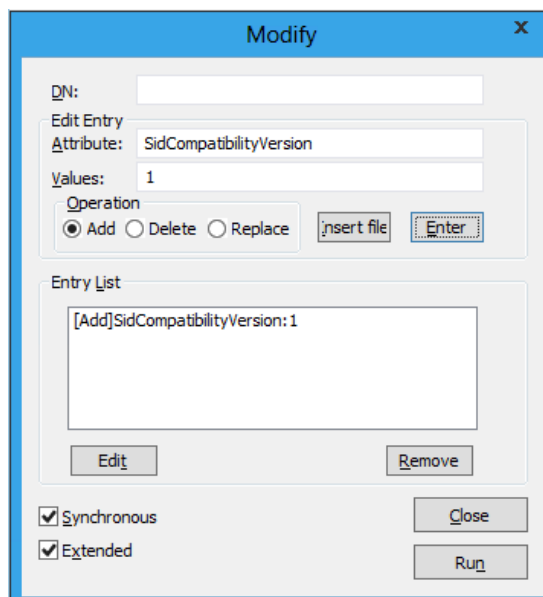 Modify
x
DN:
Edit Entry
Attribute: SidCompatibilityVersion
Values: 1
Operation
Add Delete Replace Insert file Enter
Entry List
[Add]SidCompatibilityVersion:1
Edit Remove
Synchronous Close
Extended Run